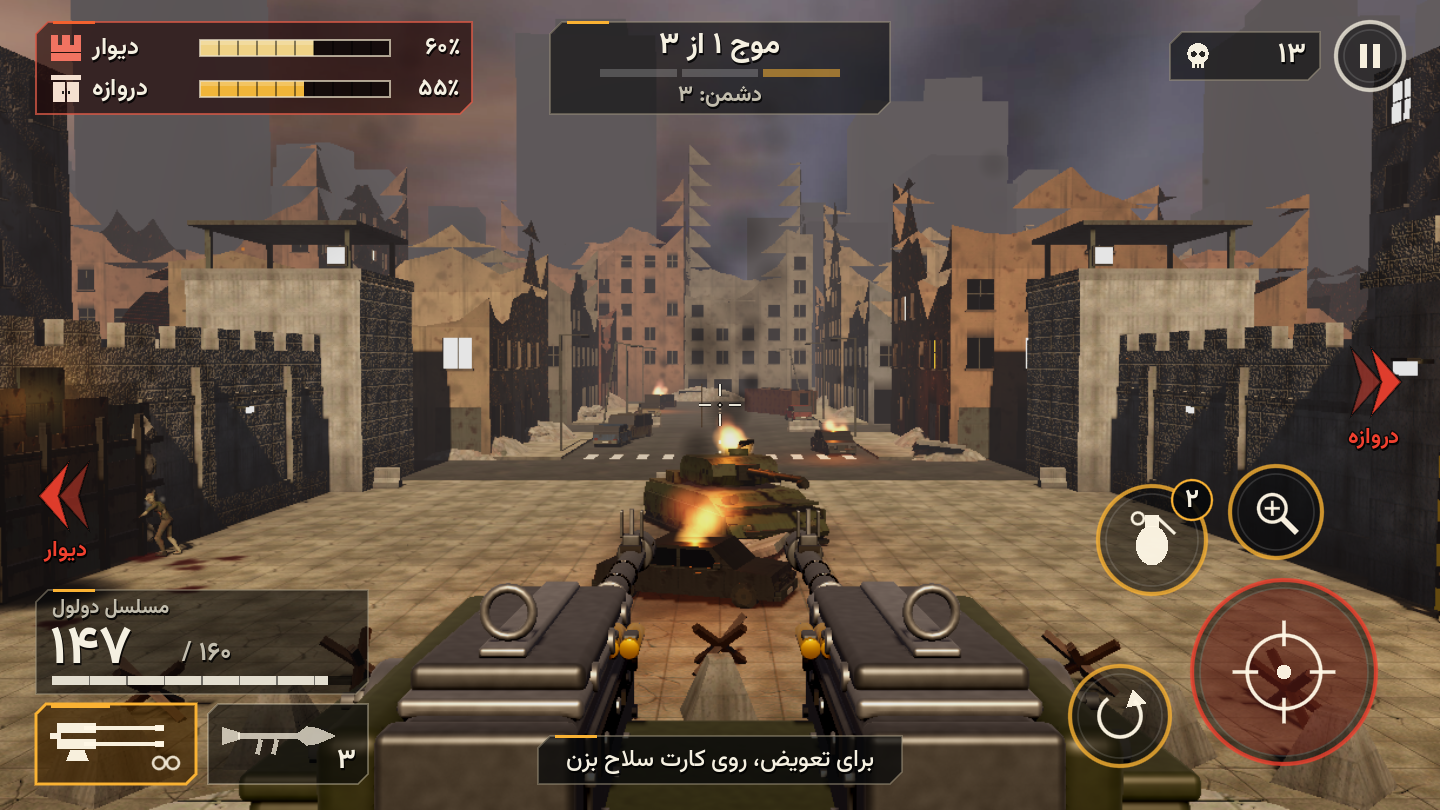 دیوار ۶۰٪
دروازه ۵۵٪
موج ۱ از ۳
دشمن: ۳
۱۳
دروازه
دیوار
۲
مسلسل دولول
۱۴۷ / ۱۶۰
∞
۳
برای تعویض، روی کارت سلاح بزن